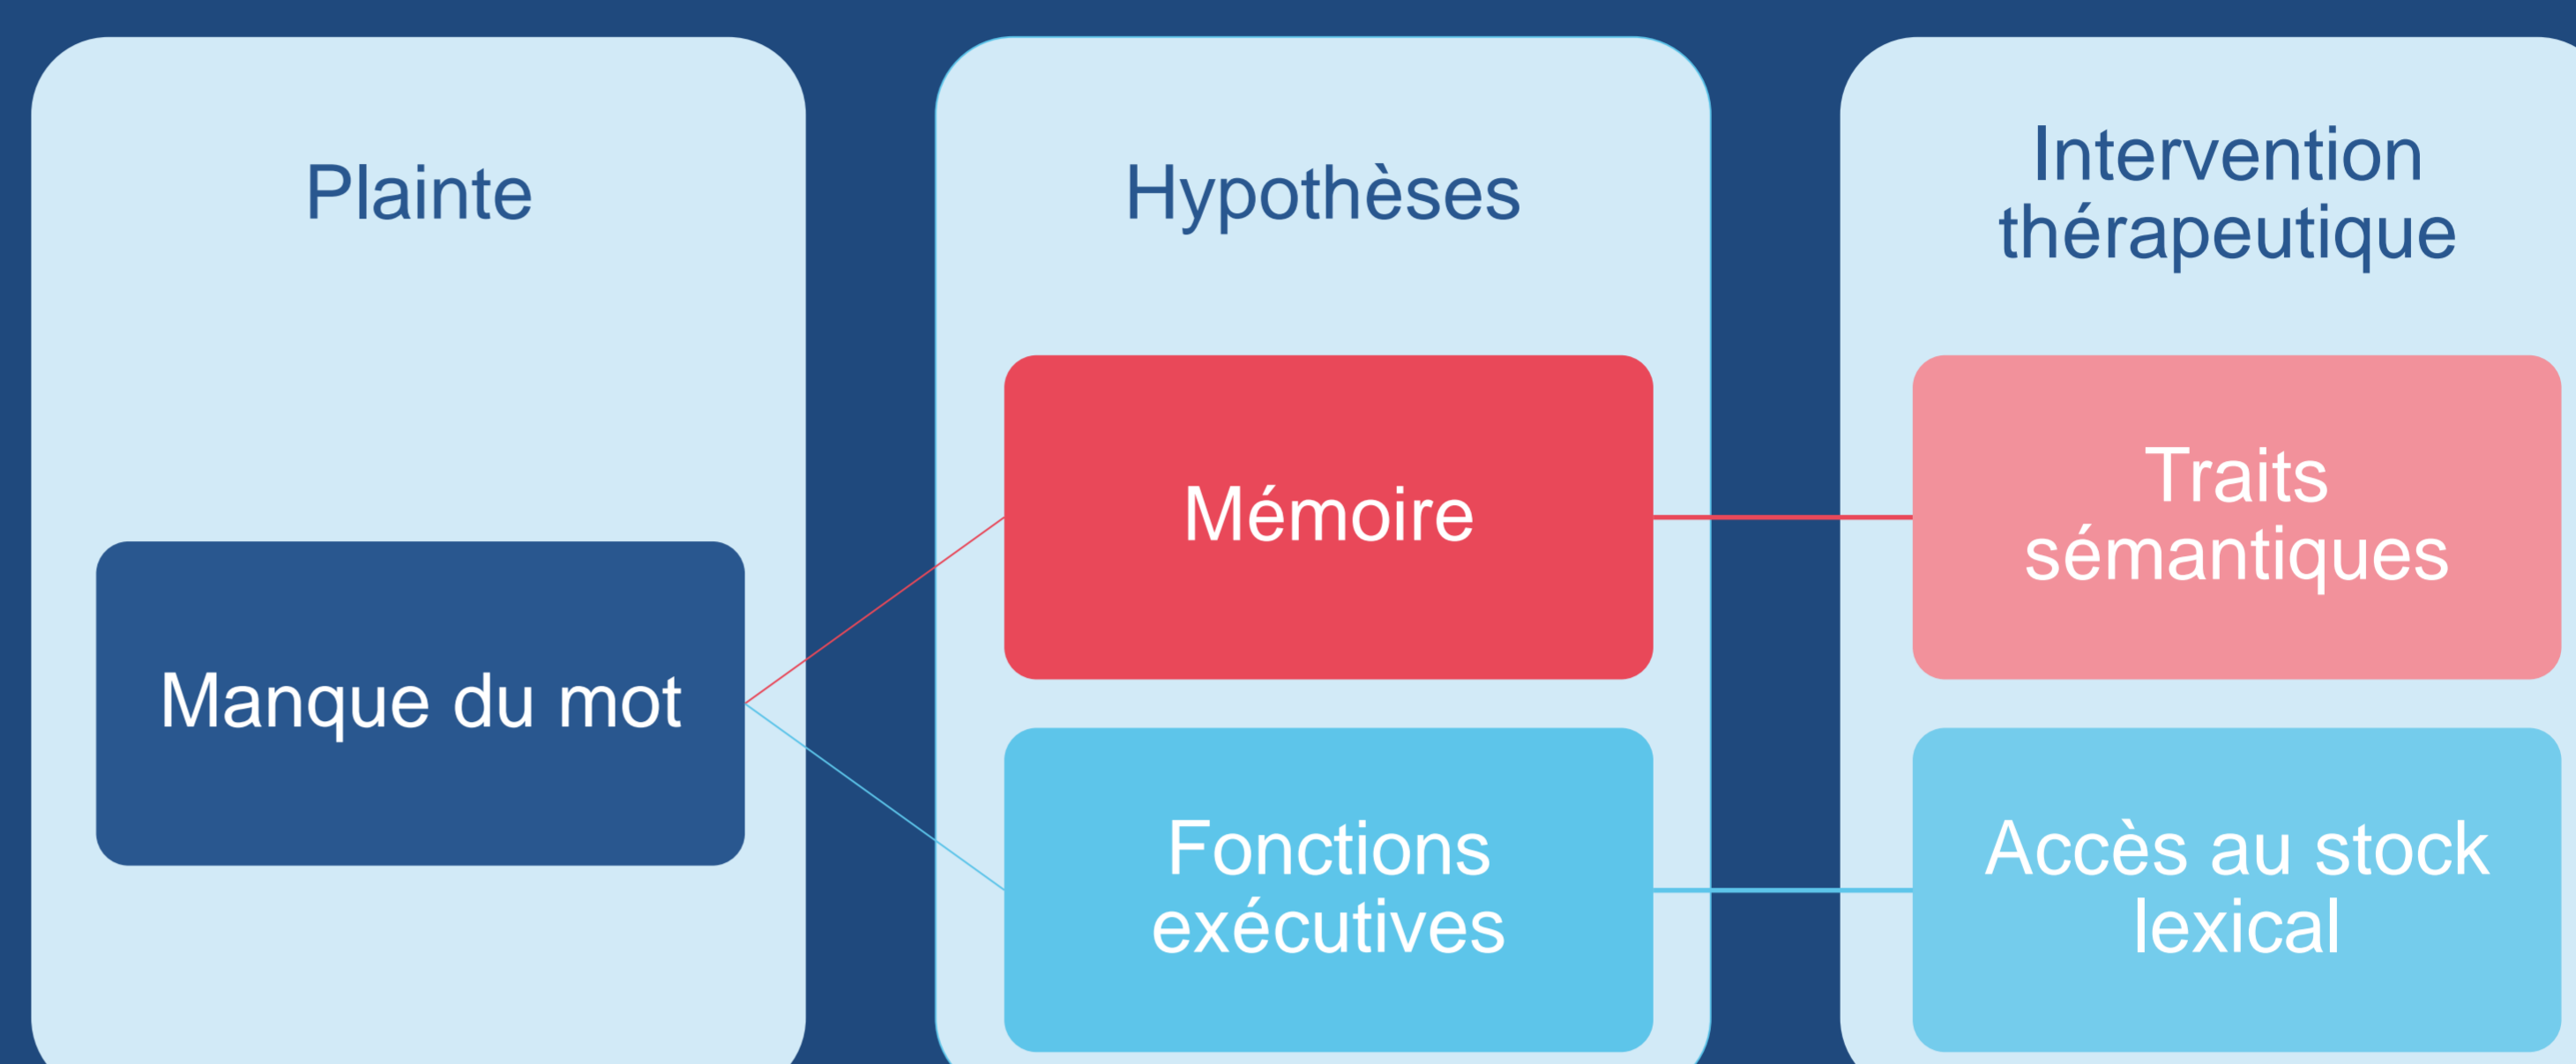 Plainte
Manque du mot
Hypothèses
Mémoire
Fonctions
exécutives
Intervention
thérapeutique
Traits
sémantiques
Accès au stock
lexical